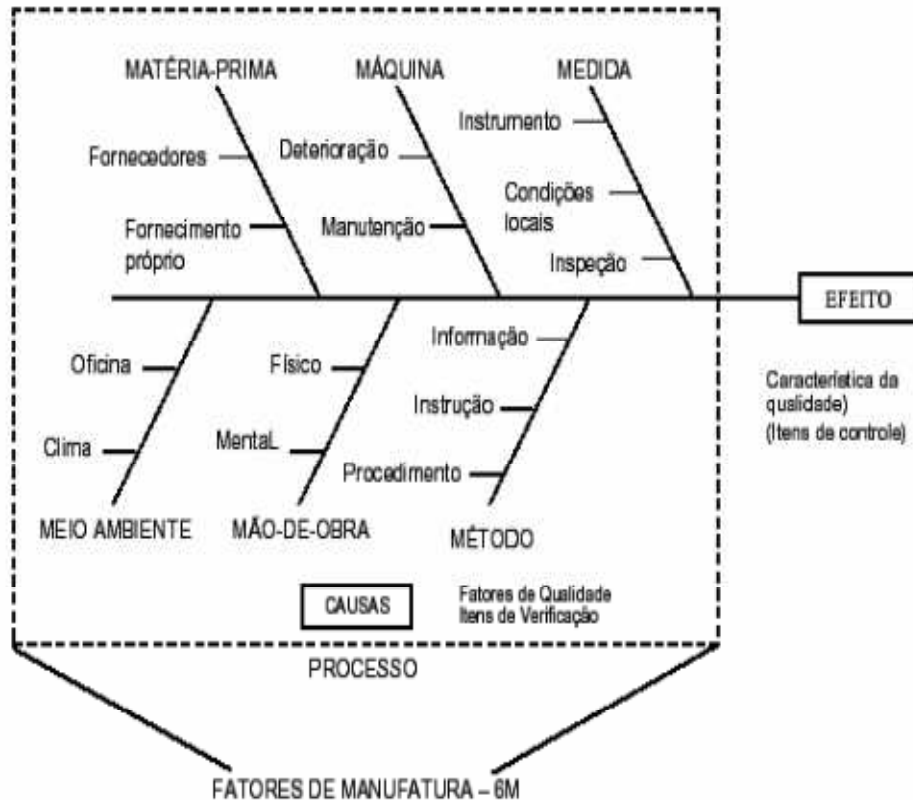 MATÉRIA-PRIMA
MÁQUINA
MEDIDA
Fornecedores
Fornecimento
próprio
Deterioração
Manutenção
Instrumento
Condições
locais
Inspeção
EFEITO
Característica da
qualidade)
(Itens de controle)
Oficina
Clima
Físico
MentaL
Informação
Instrução
Procedimento
MEIO AMBIENTE
MÃO-DE-OBRA
MÉTODO
CAUSAS
Fatores de Qualidade
Itens de Verificação
PROCESSO
FATORES DE MANUFATURA – 6M